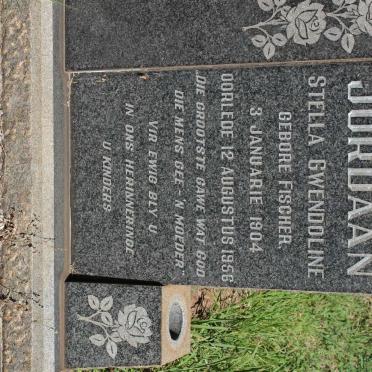 JORDAAN
STELLA GWENDOLINE
GEBORE FISCHER
3 JANUARIE 1904
OORLEDE 12 AUGUSTUS 1958
DIE GROOTSTE GAWE WAT GOD
DIE MENS GEE- 'N MOEDER.
VIR EWIG BLY U
IN ONS HERINNERINGE
U KINDERS